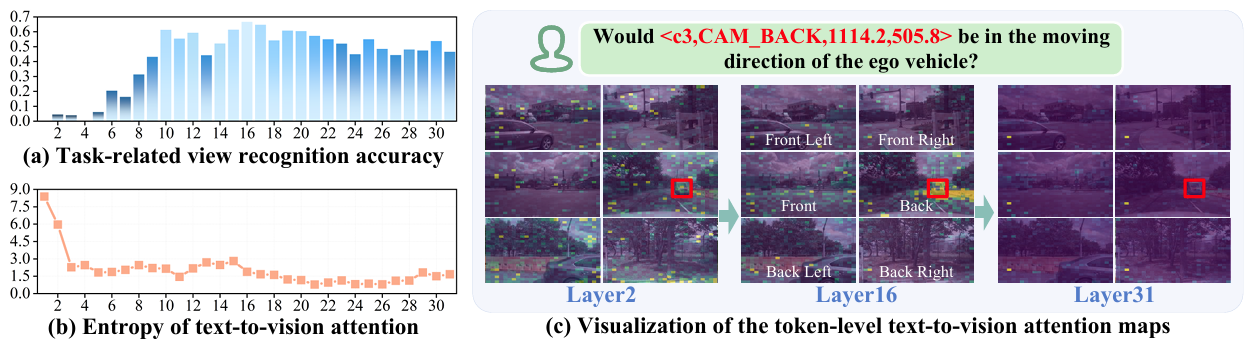 0.7
0.6
0.5
0.4
0.3
0.2
0.1
0.0
2 4 6 8 10 12 14 16 18 20 22 24 26 28 30
(a) Task-related view recognition accuracy
9.0
7.5
6.0
4.5
3.0
1.5
0.0
2 4 6 8 10 12 14 16 18 20 22 24 26 28 30
(b) Entropy of text-to-vision attention
Would <c3,CAM_BACK,1114.2,505.8> be in the moving
direction of the ego vehicle?
Front Left Front Right
Front Back
Back Left Back Right
Layer2 Layer16 Layer31
(c) Visualization of the token-level text-to-vision attention maps